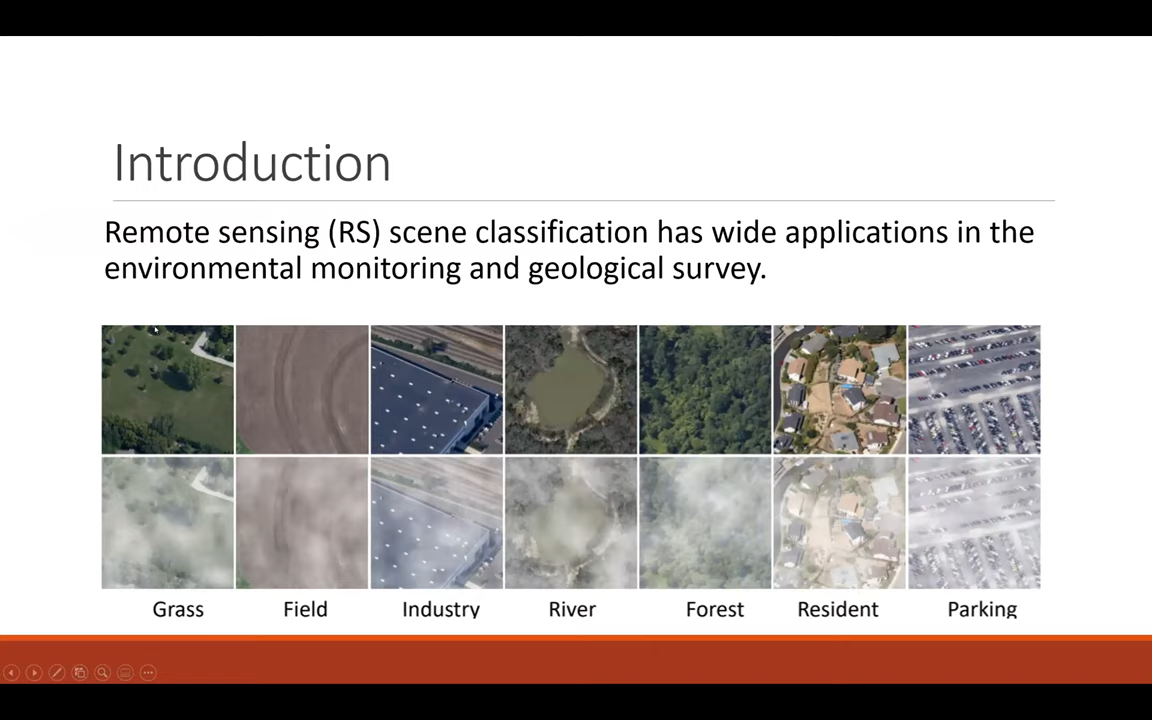 Introduction
Remote sensing (RS) scene classification has wide applications in the
environmental monitoring and geological survey.
Grass Field Industry River Forest Resident Parking